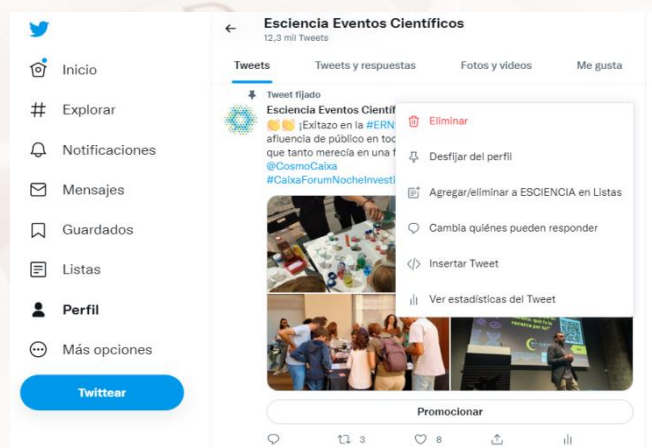 Esciencia Eventos Científicos
12,3 mil Tweets
Inicio
Explorar
Notificaciones
Mensajes
Guardados
Listas
Perfil
Más opciones
Twittear
Tweets
Tweets y respuestas
Fotos y videos
Me gusta
Tweet fijado
Esciencia Eventos Científ
¡Exitazo en la #ERN
afluencia de público en tod
que tanto merecía en una f
@CosmoCaixa
#CaixaForumNocheInvesti
Eliminar
Desfijar del perfil
Agregar/eliminar a ESCIENCIA en Listas
Cambia quiénes pueden responder
Insertar Tweet
Ver estadísticas del Tweet
Promocionar
3
8